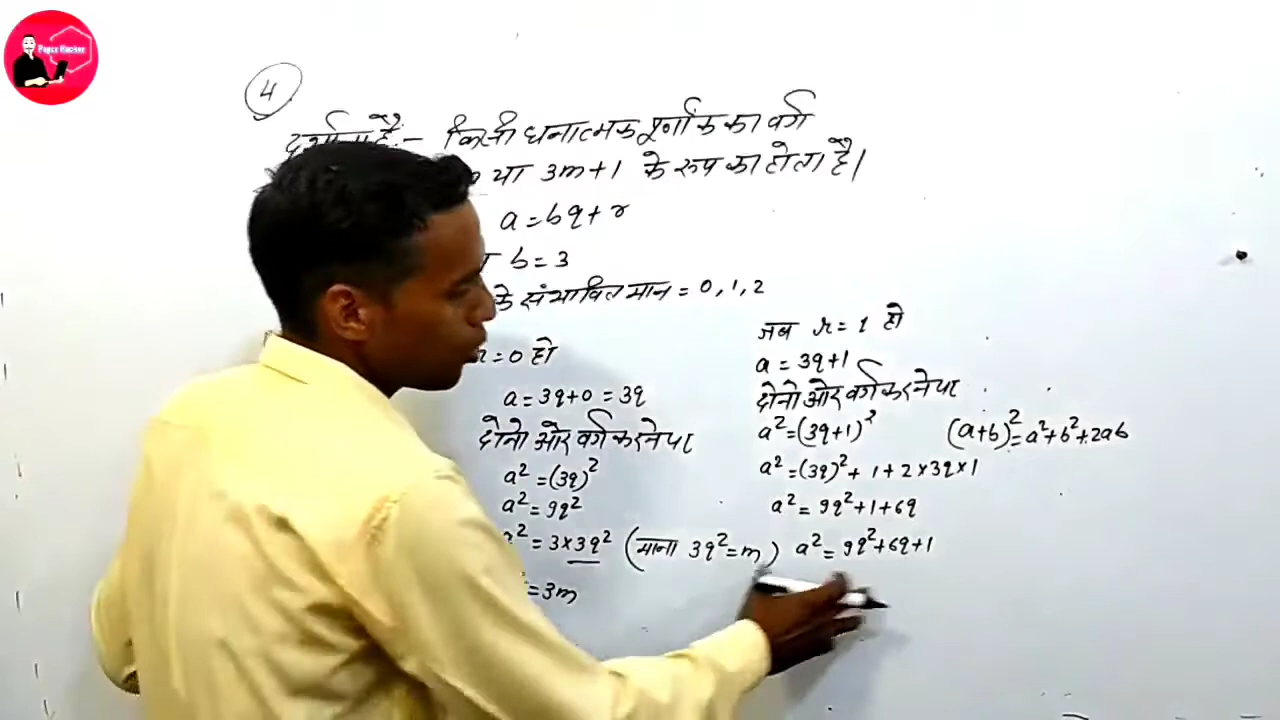 Paper Hacker
4
दर्शाना है:- किसी धनात्मक पूर्णांक का वर्ग
या 3m+1 के रूप का होता है।
a = bq + r
b = 3
के संभावित मान = 0, 1, 2
r = 0 हो
a = 3q+0 = 3q
दोनो ओर वर्ग करने पर
a² = (3q)²
a² = 9q²
a² = 3×3q² (माना 3q² = m)
= 3m
जब r = 1 हो
a = 3q+1
दोनो ओर वर्ग करने पर
a² = (3q+1)² (a+b)² = a²+b²+2ab
a² = (3q)² + 1 + 2×3q×1
a² = 9q²+1+6q
a² = 9q²+6q+1